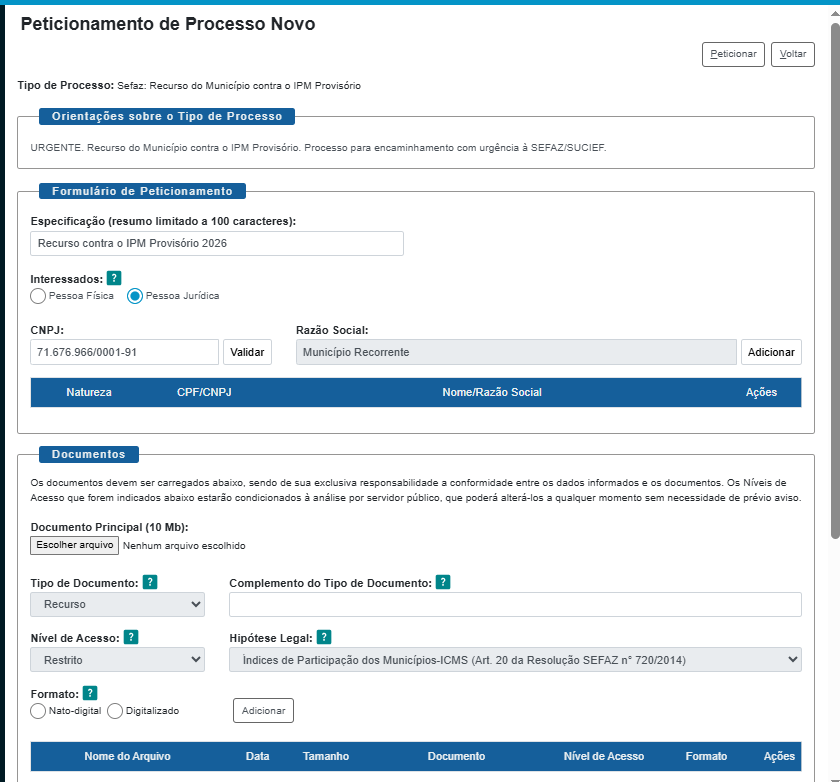 Peticionamento de Processo Novo
Peticionar Voltar
Tipo de Processo: Sefaz: Recurso do Município contra o IPM Provisório
Orientações sobre o Tipo de Processo
URGENTE. Recurso do Município contra o IPM Provisório. Processo para encaminhamento com urgência à SEFAZ/SUCIEF.
Formulário de Peticionamento
Especificação (resumo limitado a 100 caracteres):
Recurso contra o IPM Provisório 2026
Interessados: ?
Pessoa Física Pessoa Jurídica
CNPJ: Razão Social:
71.676.966/0001-91 Validar Município Recorrente Adicionar
Natureza CPF/CNPJ Nome/Razão Social Ações
Documentos
Os documentos devem ser carregados abaixo, sendo de sua exclusiva responsabilidade a conformidade entre os dados informados e os documentos. Os Níveis de
Acesso que forem indicados abaixo estarão condicionados à análise por servidor público, que poderá alterá-los a qualquer momento sem necessidade de prévio aviso.
Documento Principal (10 Mb):
Escolher arquivo Nenhum arquivo escolhido
Tipo de Documento: ? Complemento do Tipo de Documento: ?
Recurso
Nível de Acesso: ? Hipótese Legal: ?
Restrito Índices de Participação dos Municípios-ICMS (Art. 20 da Resolução SEFAZ n° 720/2014)
Formato: ?
Nato-digital Digitalizado Adicionar
Nome do Arquivo Data Tamanho Documento Nível de Acesso Formato Ações